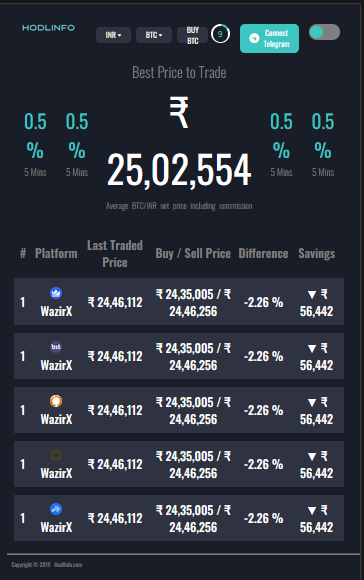 HODLINFO
INR BTC BUY BTC 9 Connect Telegram
Best Price to Trade
₹ 25,02,554
0.5 % 0.5 % 0.5 % 0.5 %
5 Mins 5 Mins 5 Mins 5 Mins
Average BTC/INR net price including commission
# Platform Last Traded Price Buy / Sell Price Difference Savings
1 WazirX ₹ 24,46,112 ₹ 24,35,005 / ₹ 24,46,256 -2.26 % ▼ ₹ 56,442
1 bit WazirX ₹ 24,46,112 ₹ 24,35,005 / ₹ 24,46,256 -2.26 % ▼ ₹ 56,442
1 WazirX ₹ 24,46,112 ₹ 24,35,005 / ₹ 24,46,256 -2.26 % ▼ ₹ 56,442
1 WazirX ₹ 24,46,112 ₹ 24,35,005 / ₹ 24,46,256 -2.26 % ▼ ₹ 56,442
1 WazirX ₹ 24,46,112 ₹ 24,35,005 / ₹ 24,46,256 -2.26 % ▼ ₹ 56,442
Copyright © 2019 HodlInfo.com